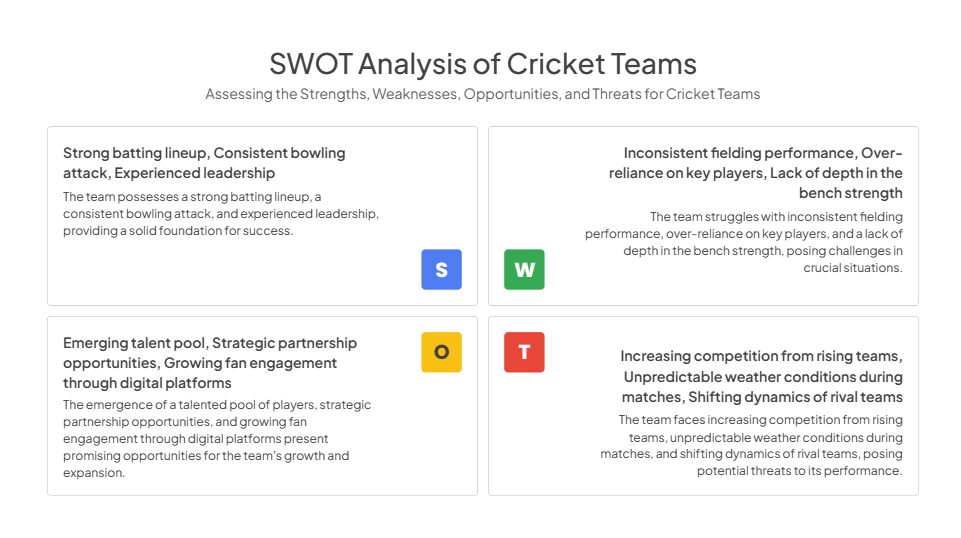 SWOT Analysis of Cricket Teams
Assessing the Strengths, Weaknesses, Opportunities, and Threats for Cricket Teams
Strong batting lineup, Consistent bowling
attack, Experienced leadership
The team possesses a strong batting lineup, a
consistent bowling attack, and experienced leadership,
providing a solid foundation for success.
S
Inconsistent fielding performance, Over-
reliance on key players, Lack of depth in the
bench strength
The team struggles with inconsistent fielding
performance, over-reliance on key players, and a lack of
depth in the bench strength, posing challenges in
crucial situations.
W
Emerging talent pool, Strategic partnership
opportunities, Growing fan engagement
through digital platforms
The emergence of a talented pool of players, strategic
partnership opportunities, and growing fan
engagement through digital platforms present
promising opportunities for the team's growth and
expansion.
O
T
Increasing competition from rising teams,
Unpredictable weather conditions during
matches, Shifting dynamics of rival teams
The team faces increasing competition from rising
teams, unpredictable weather conditions during
matches, and shifting dynamics of rival teams, posing
potential threats to its performance.